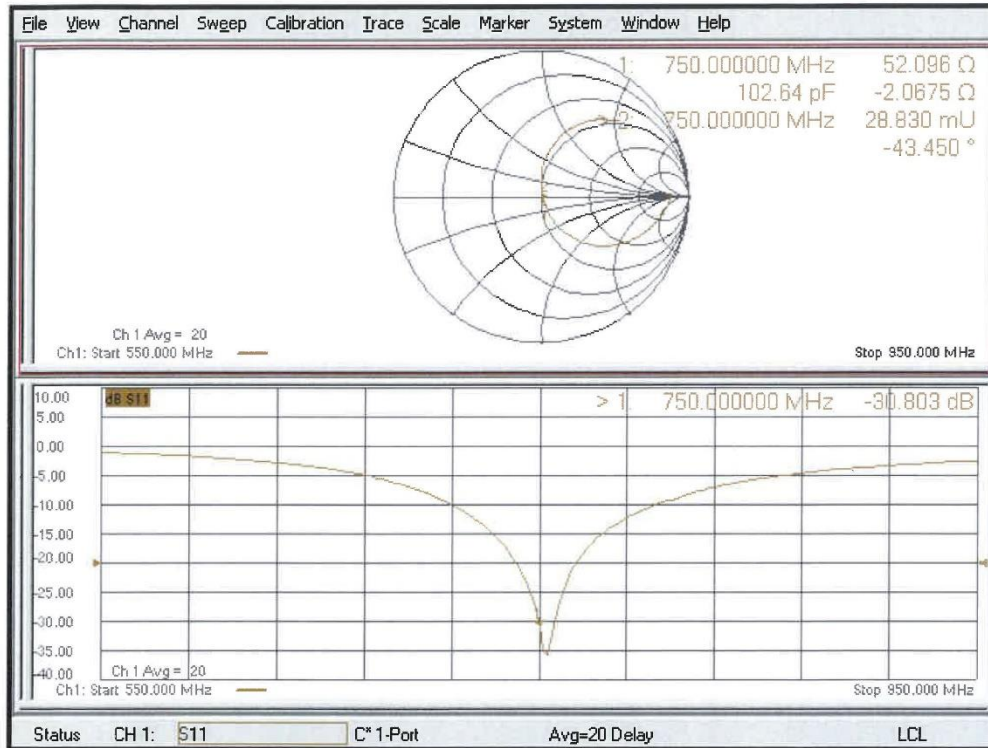 File View Channel Sweep Calibration Trace Scale Marker System Window Help
1: 750.000000 MHz 52.096 Ω
102.64 pF -2.0675 Ω
> 2: 750.000000 MHz 28.830 mU
-43.450 °
Ch 1 Avg = 20
Ch1: Start 550.000 MHz
Stop 950.000 MHz
dB S11
> 1: 750.000000 MHz -30.803 dB
10.00
5.00
0.00
-5.00
-10.00
-15.00
-20.00
-25.00
-30.00
-35.00
-40.00
Ch 1 Avg = 20
Ch1: Start 550.000 MHz
Stop 950.000 MHz
Status CH 1: S11 C* 1-Port Avg=20 Delay LCL